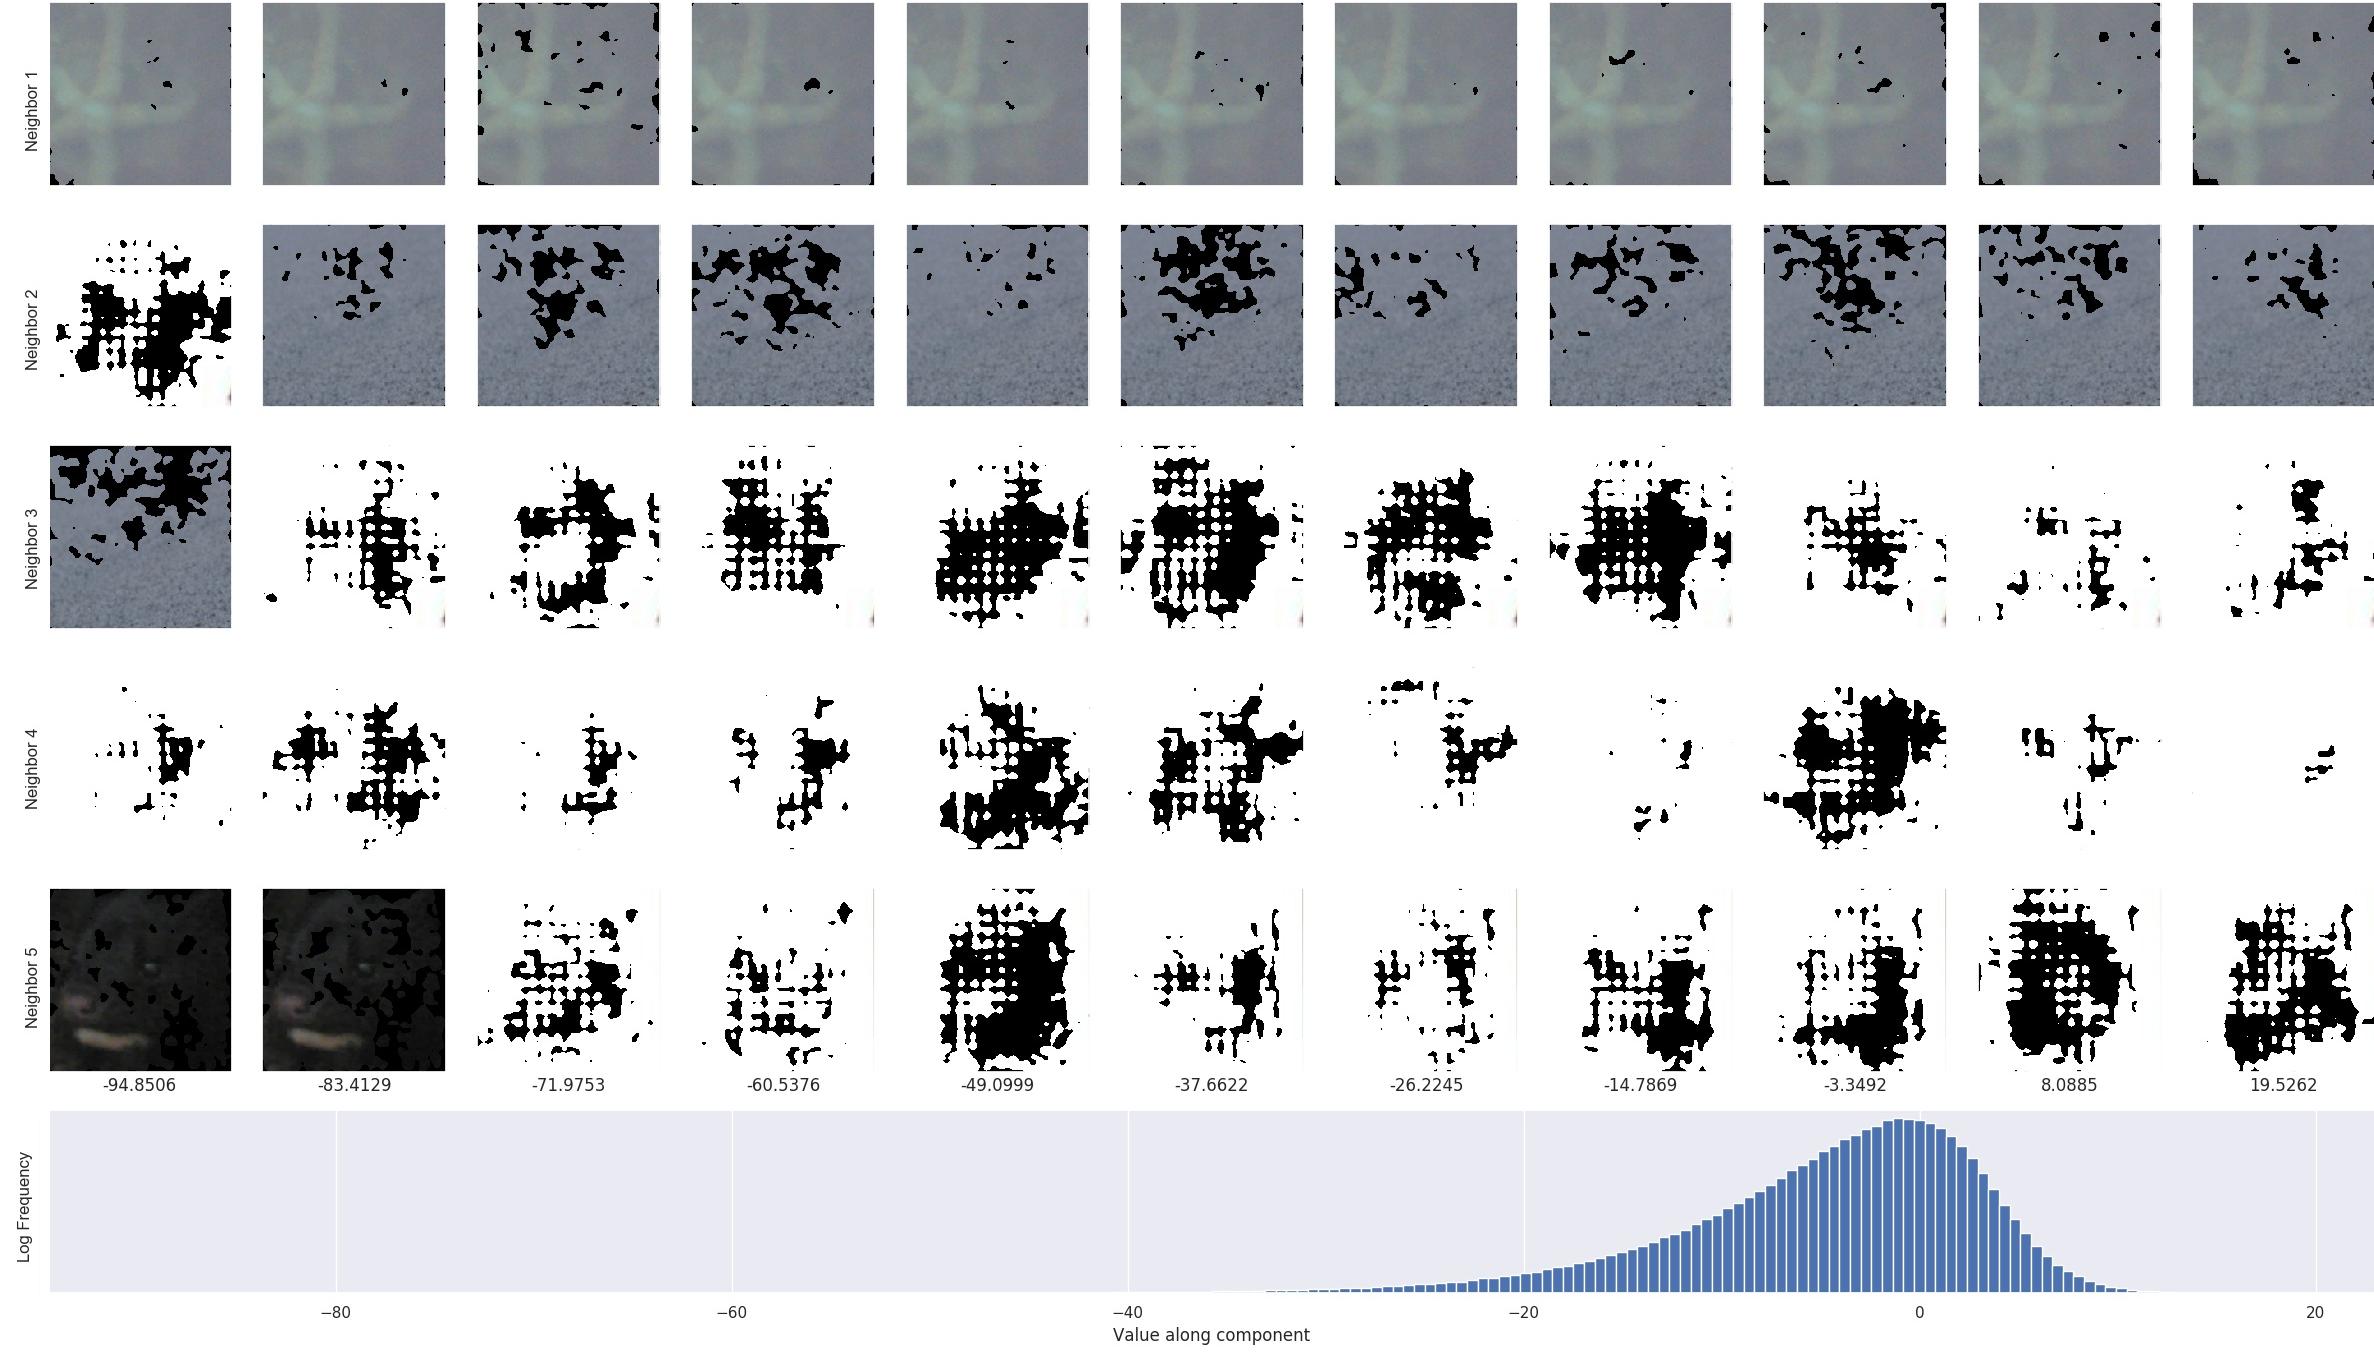 Neighbor 1
Neighbor 2
Neighbor 3
Neighbor 4
Neighbor 5
-94.8506 -83.4129 -71.9753 -60.5376 -49.0999 -37.6622 -26.2245 -14.7869 -3.3492 8.0885 19.5262
Log Frequency
−80 −60 −40 −20 0 20
Value along component